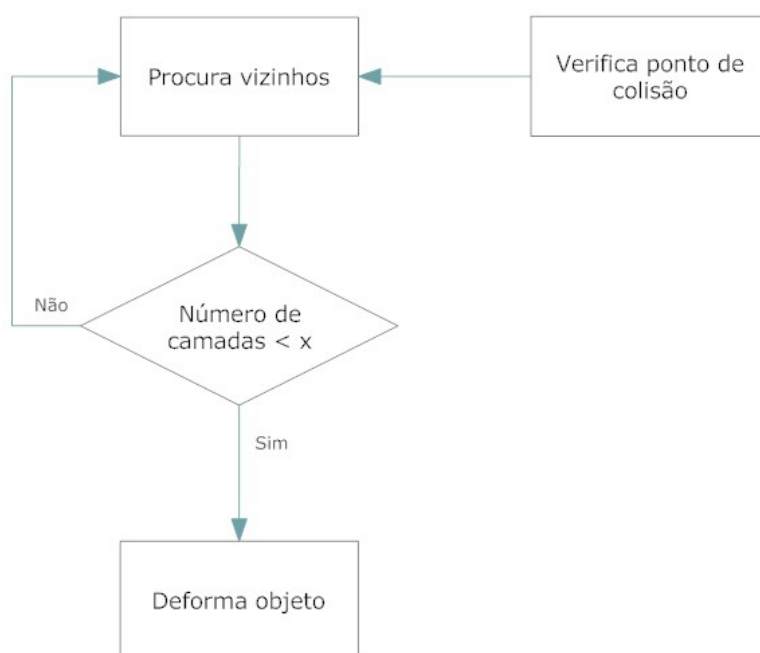 Procura vizinhos
Verifica ponto de
colisão
Não
Número de
camadas < x
Sim
Deforma objeto